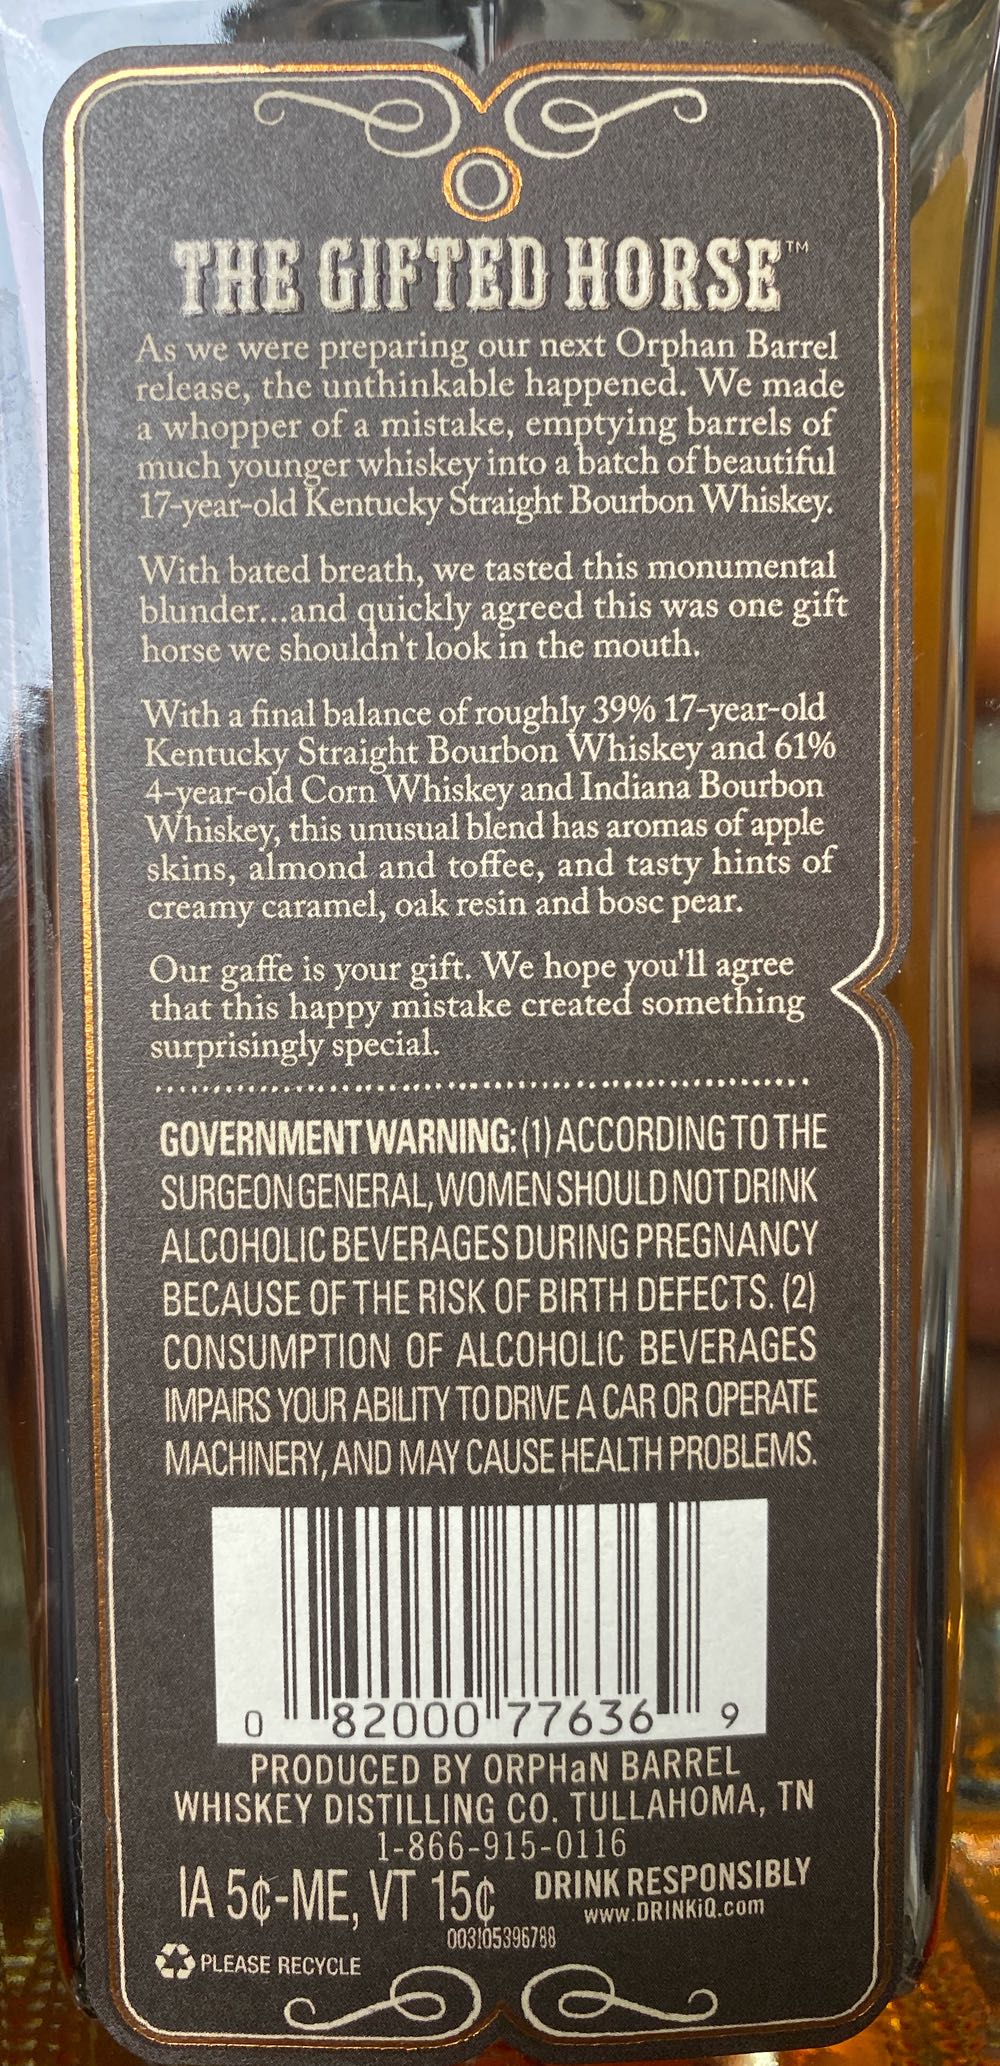 THE GIFTED HORSE™
As we were preparing our next Orphan Barrel
release, the unthinkable happened. We made
a whopper of a mistake, emptying barrels of
much younger whiskey into a batch of beautiful
17-year-old Kentucky Straight Bourbon Whiskey.
With bated breath, we tasted this monumental
blunder...and quickly agreed this was one gift
horse we shouldn't look in the mouth.
With a final balance of roughly 39% 17-year-old
Kentucky Straight Bourbon Whiskey and 61%
4-year-old Corn Whiskey and Indiana Bourbon
Whiskey, this unusual blend has aromas of apple
skins, almond and toffee, and tasty hints of
creamy caramel, oak resin and bosc pear.
Our gaffe is your gift. We hope you'll agree
that this happy mistake created something
surprisingly special.
GOVERNMENT WARNING: (1) ACCORDING TO THE
SURGEON GENERAL, WOMEN SHOULD NOT DRINK
ALCOHOLIC BEVERAGES DURING PREGNANCY
BECAUSE OF THE RISK OF BIRTH DEFECTS. (2)
CONSUMPTION OF ALCOHOLIC BEVERAGES
IMPAIRS YOUR ABILITY TO DRIVE A CAR OR OPERATE
MACHINERY, AND MAY CAUSE HEALTH PROBLEMS.
0 82000 77636 9
PRODUCED BY ORPHaN BARREL
WHISKEY DISTILLING CO. TULLAHOMA, TN
1-866-915-0116
IA 5¢-ME, VT 15¢ DRINK RESPONSIBLY
www.DRINKiQ.com
003105396788
PLEASE RECYCLE